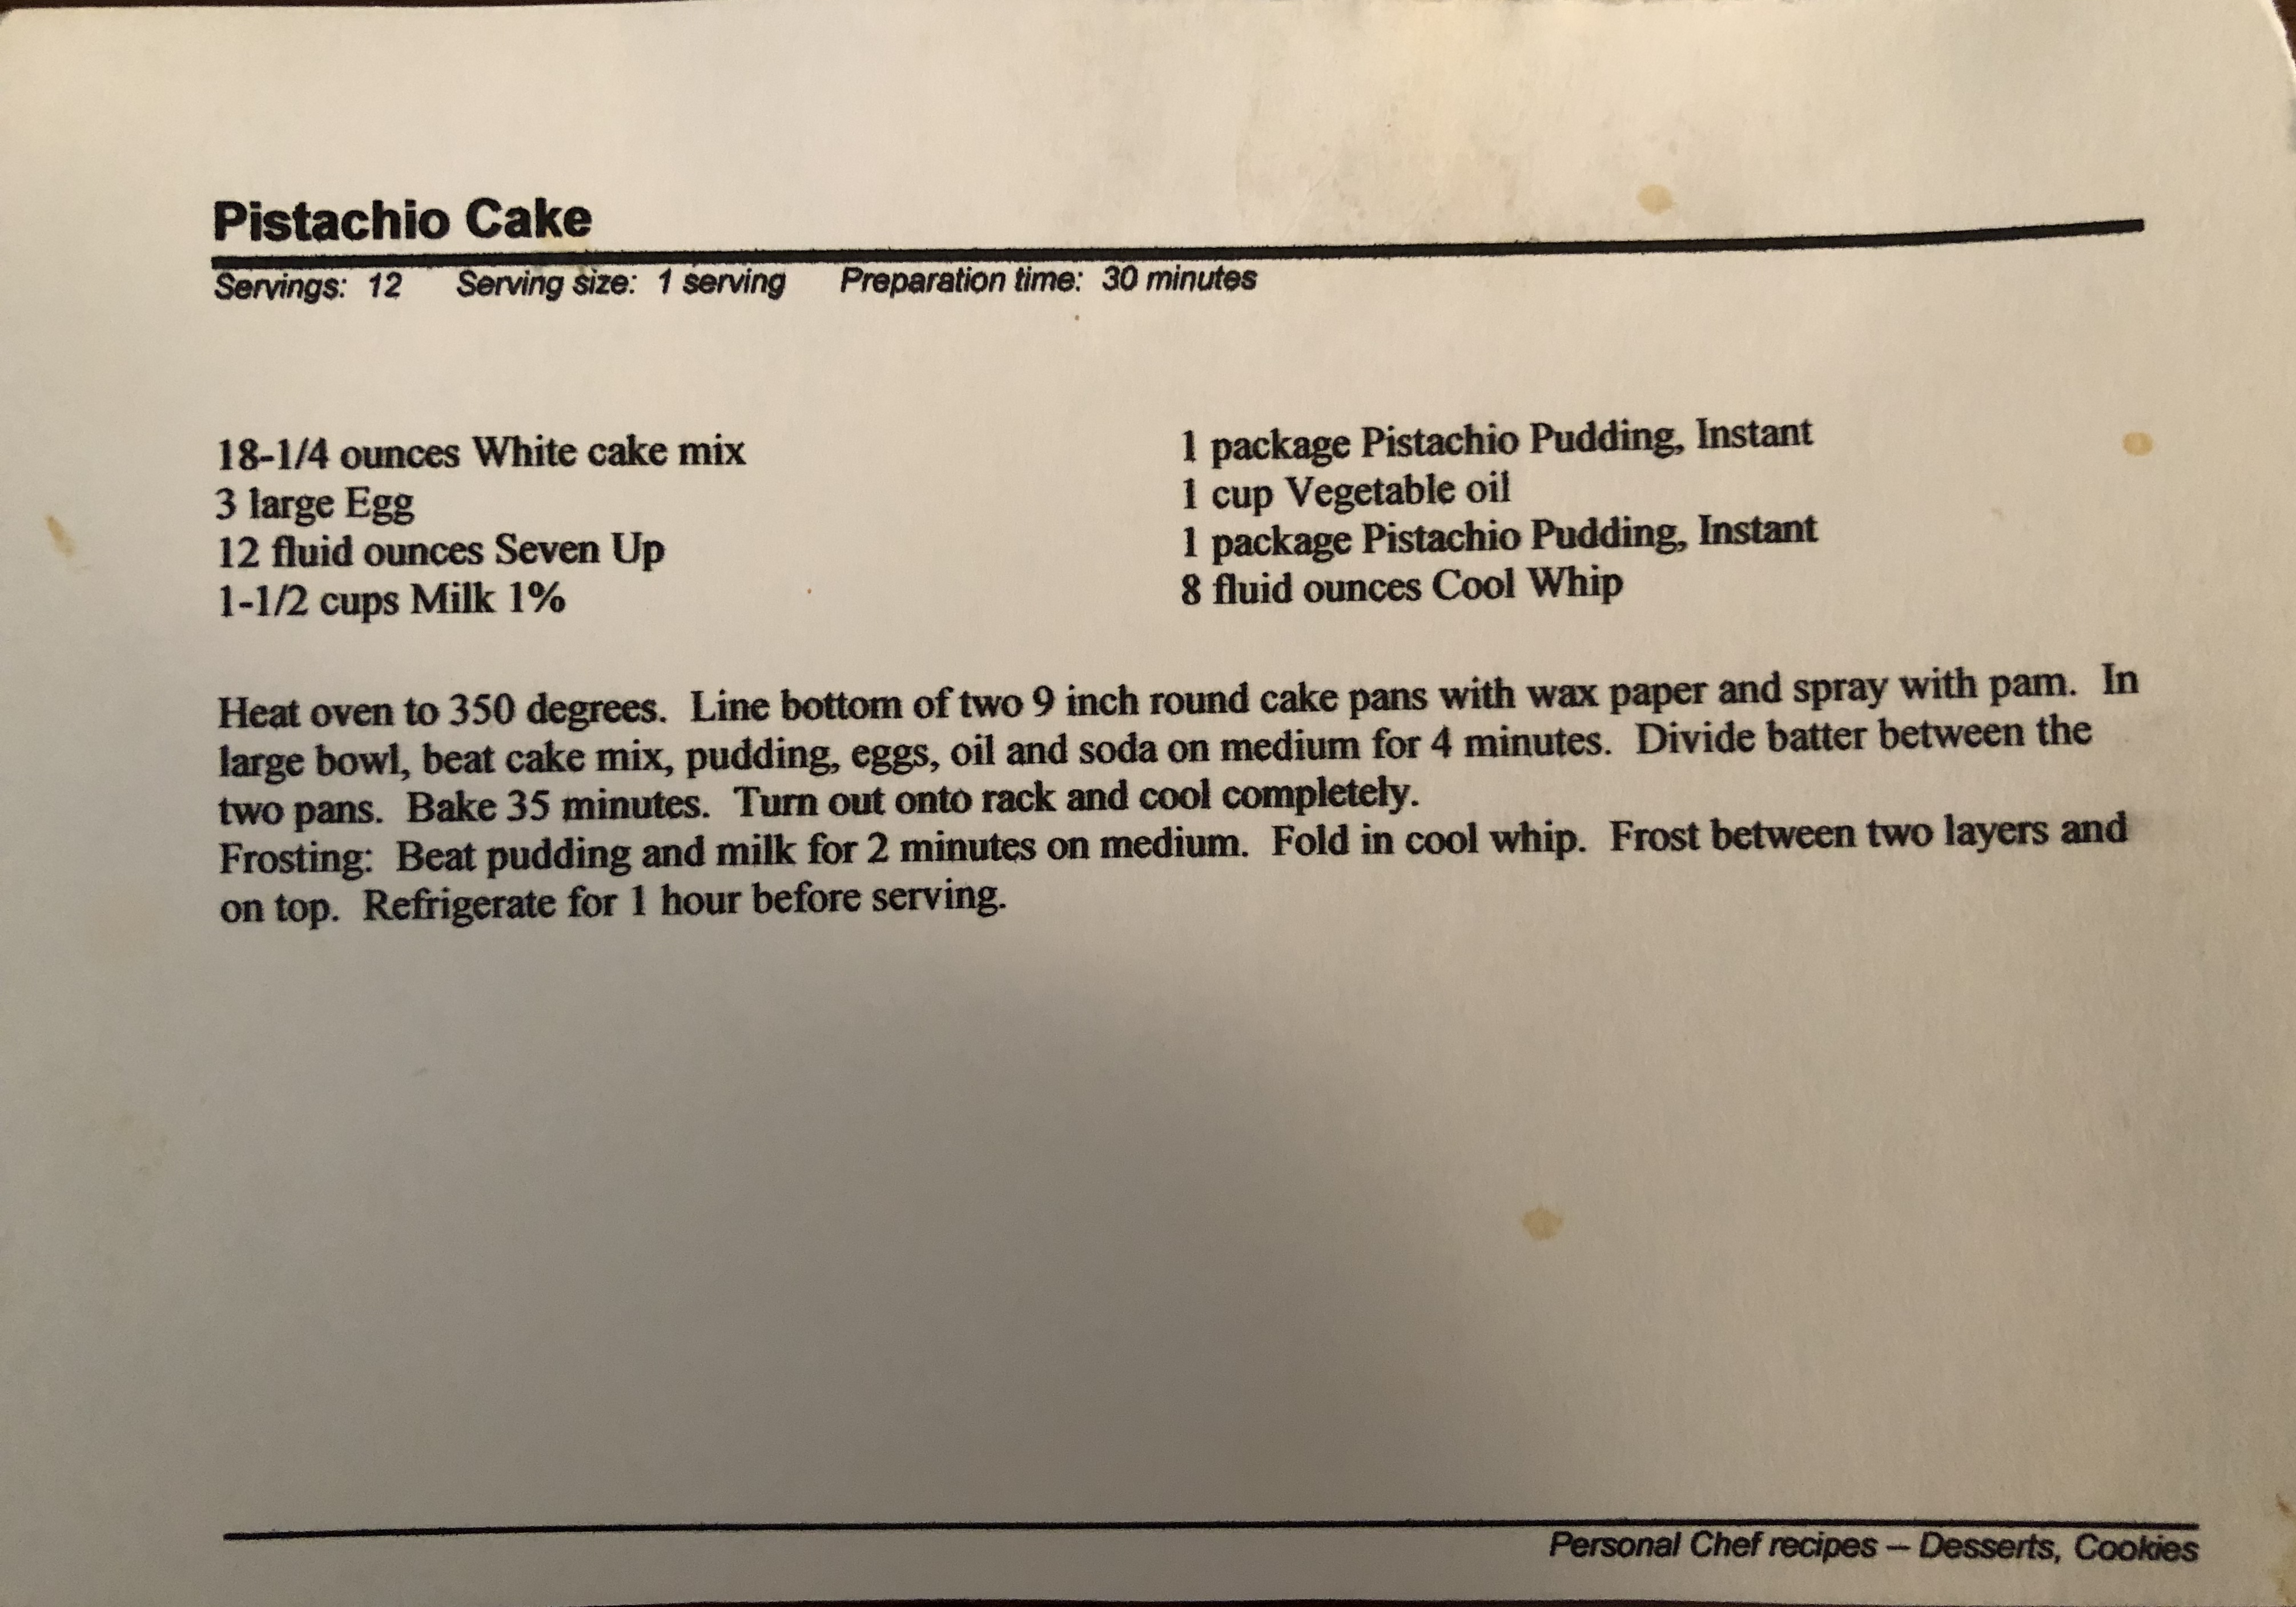 Pistachio Cake
Servings: 12 Serving size: 1 serving Preparation time: 30 minutes
18-1/4 ounces White cake mix
1 package Pistachio Pudding, Instant
3 large Egg
1 cup Vegetable oil
12 fluid ounces Seven Up
1 package Pistachio Pudding, Instant
1-1/2 cups Milk 1%
8 fluid ounces Cool Whip
Heat oven to 350 degrees. Line bottom of two 9 inch round cake pans with wax paper and spray with pam. In
large bowl, beat cake mix, pudding, eggs, oil and soda on medium for 4 minutes. Divide batter between the
two pans. Bake 35 minutes. Turn out onto rack and cool completely.
Frosting: Beat pudding and milk for 2 minutes on medium. Fold in cool whip. Frost between two layers and
on top. Refrigerate for 1 hour before serving.
Personal Chef recipes – Desserts, Cookies